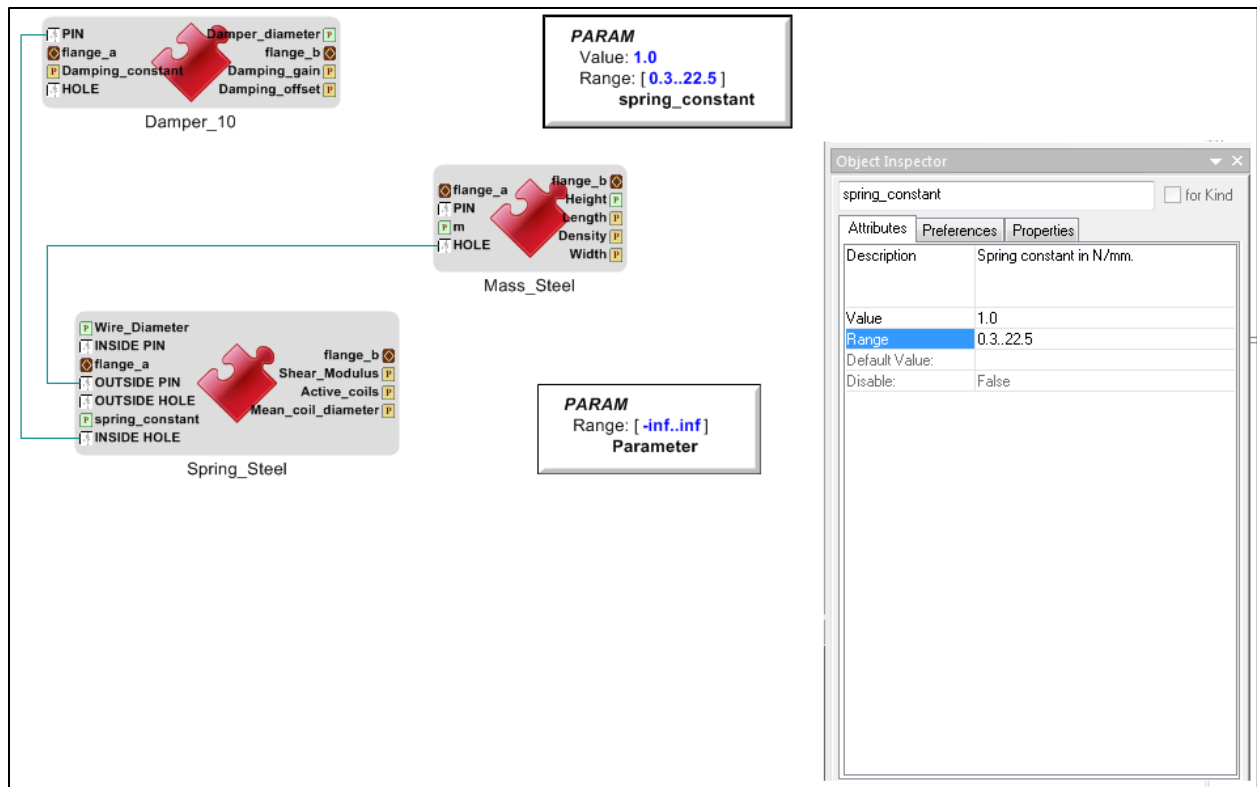 PIN
flange_a
Damping_constant
HOLE
Damper_diameter P
flange_b
Damping_gain P
Damping_offset P
P
Damper_10
PARAM
Value: 1.0
Range: [ 0.3..22.5 ]
spring_constant
flange_a
PIN
P m
HOLE
flange_b
Height P
Length P
Density P
Width P
Mass_Steel
P Wire_Diameter
INSIDE PIN
flange_a
OUTSIDE PIN
OUTSIDE HOLE
P spring_constant
INSIDE HOLE
flange_b
Shear_Modulus P
Active_coils P
Mean_coil_diameter P
Spring_Steel
PARAM
Range: [ -inf..inf ]
Parameter
Object Inspector
spring_constant
for Kind
Attributes Preferences Properties
Description Spring constant in N/mm.
Value 1.0
Range 0.3..22.5
Default Value:
Disable: False